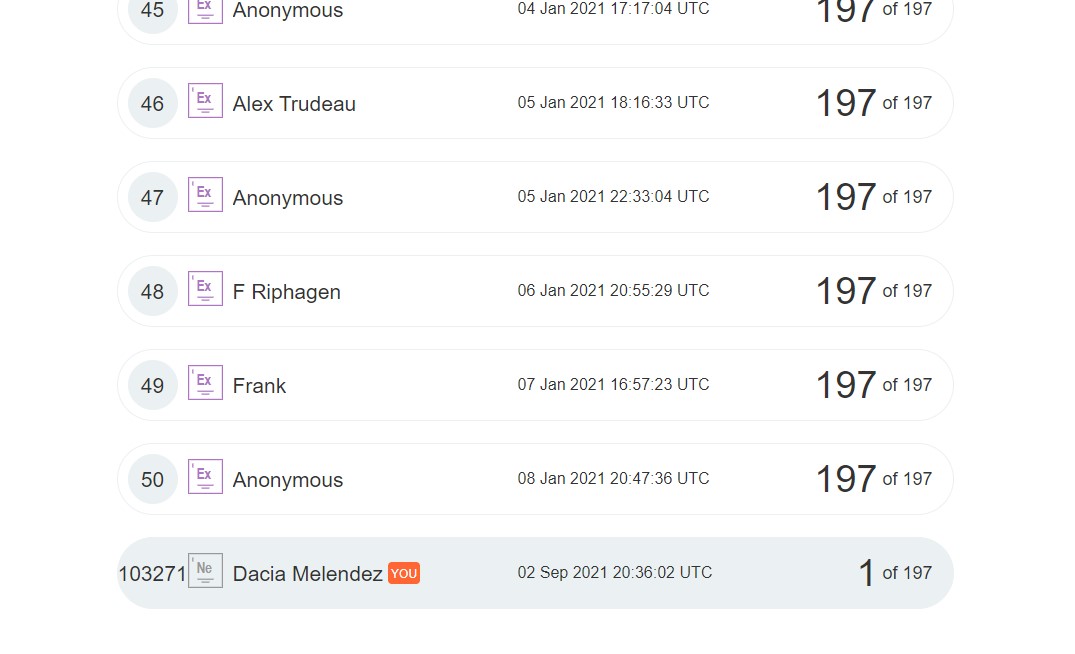 45 Ex Anonymous 04 Jan 2021 17:17:04 UTC 197 of 197
46 Ex Alex Trudeau 05 Jan 2021 18:16:33 UTC 197 of 197
47 Ex Anonymous 05 Jan 2021 22:33:04 UTC 197 of 197
48 Ex F Riphagen 06 Jan 2021 20:55:29 UTC 197 of 197
49 Ex Frank 07 Jan 2021 16:57:23 UTC 197 of 197
50 Ex Anonymous 08 Jan 2021 20:47:36 UTC 197 of 197
103271 Ne Dacia Melendez YOU 02 Sep 2021 20:36:02 UTC 1 of 197